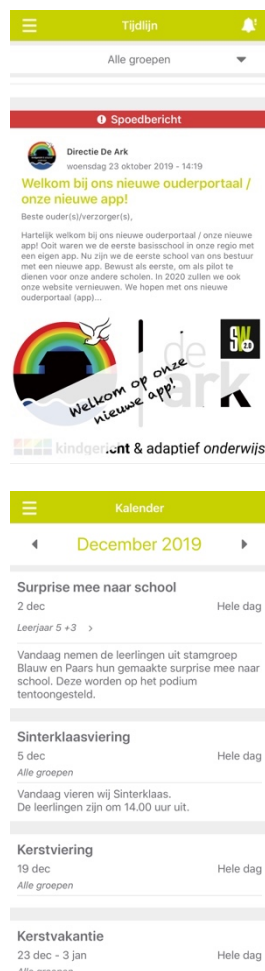 Tijdlijn
Alle groepen
Spoedbericht
Directie De Ark
woensdag 23 oktober 2019 - 14:19
Welkom bij ons nieuwe ouderportaal /
onze nieuwe app!
Beste ouder(s)/verzorger(s),
Hartelijk welkom bij ons nieuwe ouderportaal / onze nieuwe
app! Ooit waren we de eerste basisschool in onze regio met
een eigen app. Nu zijn we de eerste school van ons bestuur
met een nieuwe app. Bewust als eerste, om als pilot te
dienen voor andere scholen. In 2020 zullen we ook
onze website vernieuwen. We hopen met ons nieuwe
ouderportaal (app)...
de
Ark
SW
2.0
Welkom op onze
nieuwe app!
kindgericht & adaptief onderwijs
Kalender
December 2019
Surprise mee naar school
2 dec Hele dag
Leerjaar 5 +3 >
Vandaag nemen de leerlingen uit stamgroep
Blauw en Paars hun gemaakte surprise mee naar
school. Deze worden op het podium
tentoongesteld.
Sinterklaasviering
5 dec Hele dag
Alle groepen
Vandaag vieren wij Sinterklaas.
De leerlingen zijn om 14.00 uur uit.
Kerstviering
19 dec Hele dag
Alle groepen
Kerstvakantie
23 dec - 3 jan Hele dag
Alle groepen